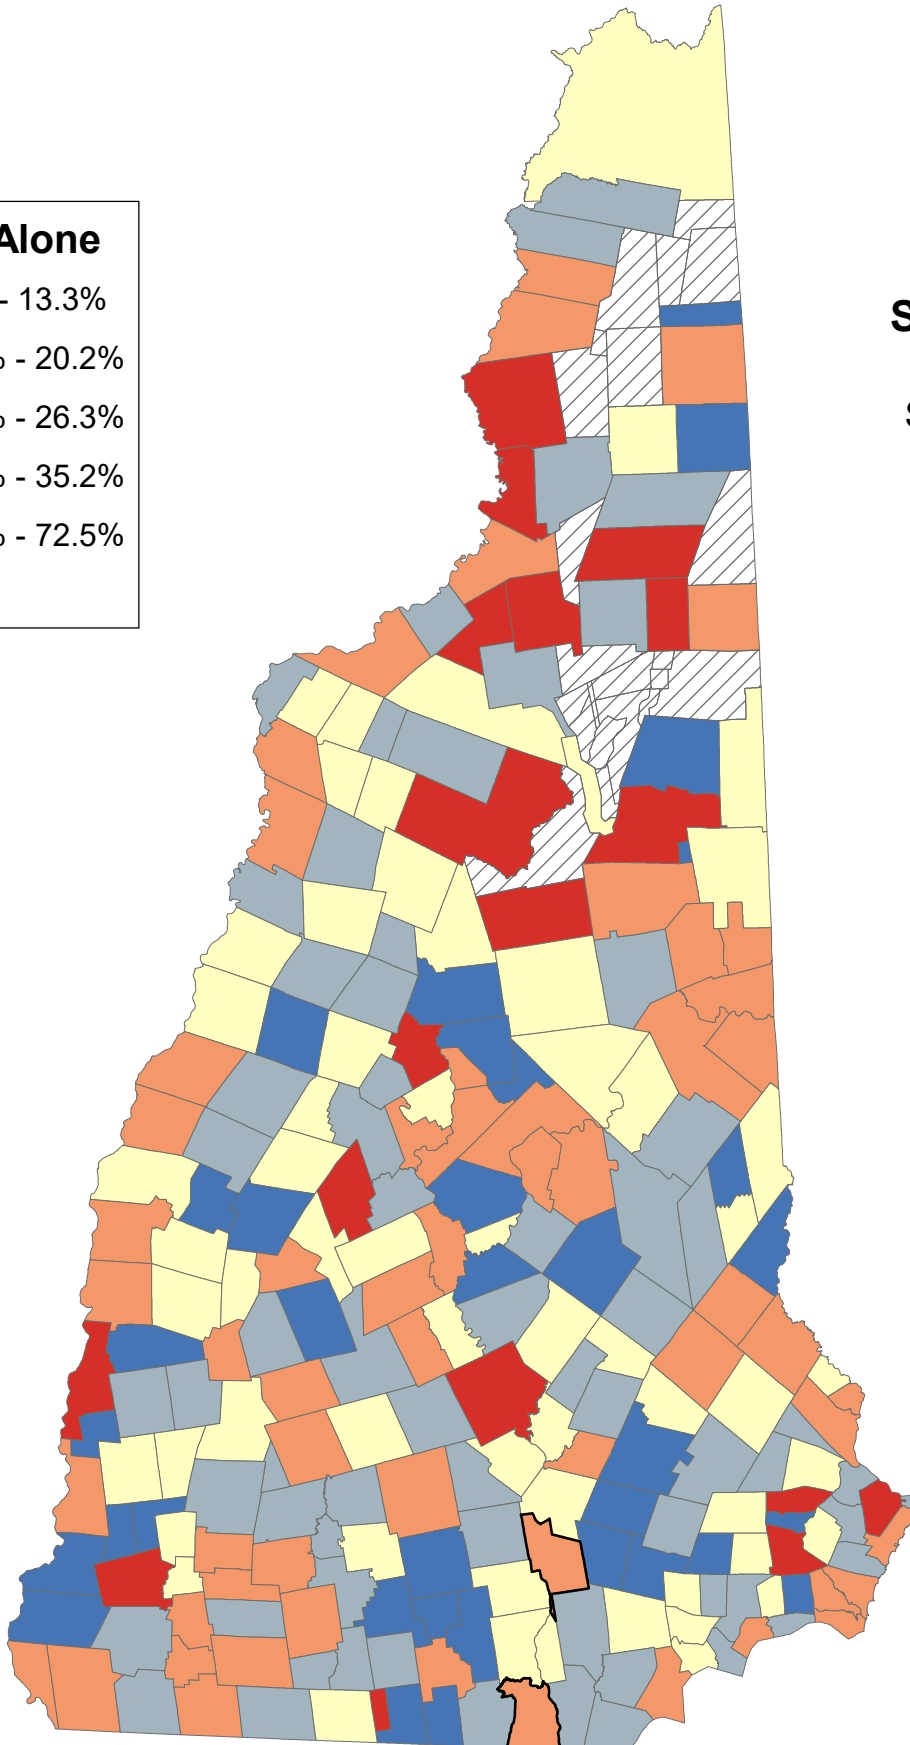 Alone
- 13.3%
% - 20.2%
% - 26.3%
% - 35.2%
% - 72.5%
S
S